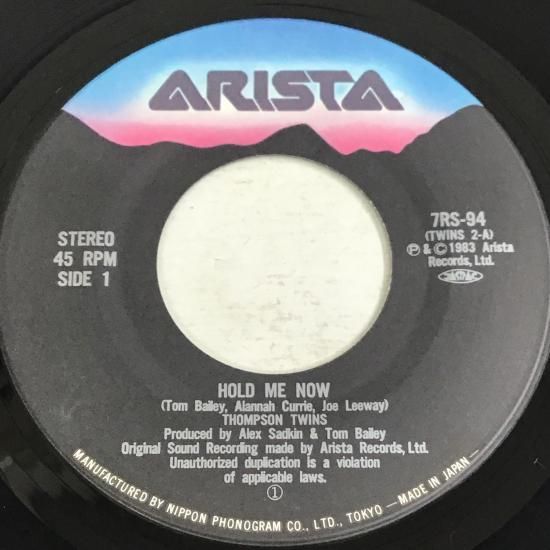 ARISTA
STEREO
45 RPM
SIDE 1
7RS-94
(TWINS 2-A)
℗ & © 1983 Arista
Records, Ltd.
HOLD ME NOW
(Tom Bailey, Alannah Currie, Joe Leeway)
THOMPSON TWINS
Produced by Alex Sadkin & Tom Bailey
Original Sound Recording made by Arista Records, Ltd.
Unauthorized duplication is a violation
of applicable laws.
①
MANUFACTURED BY NIPPON PHONOGRAM CO., LTD., TOKYO —MADE IN JAPAN—